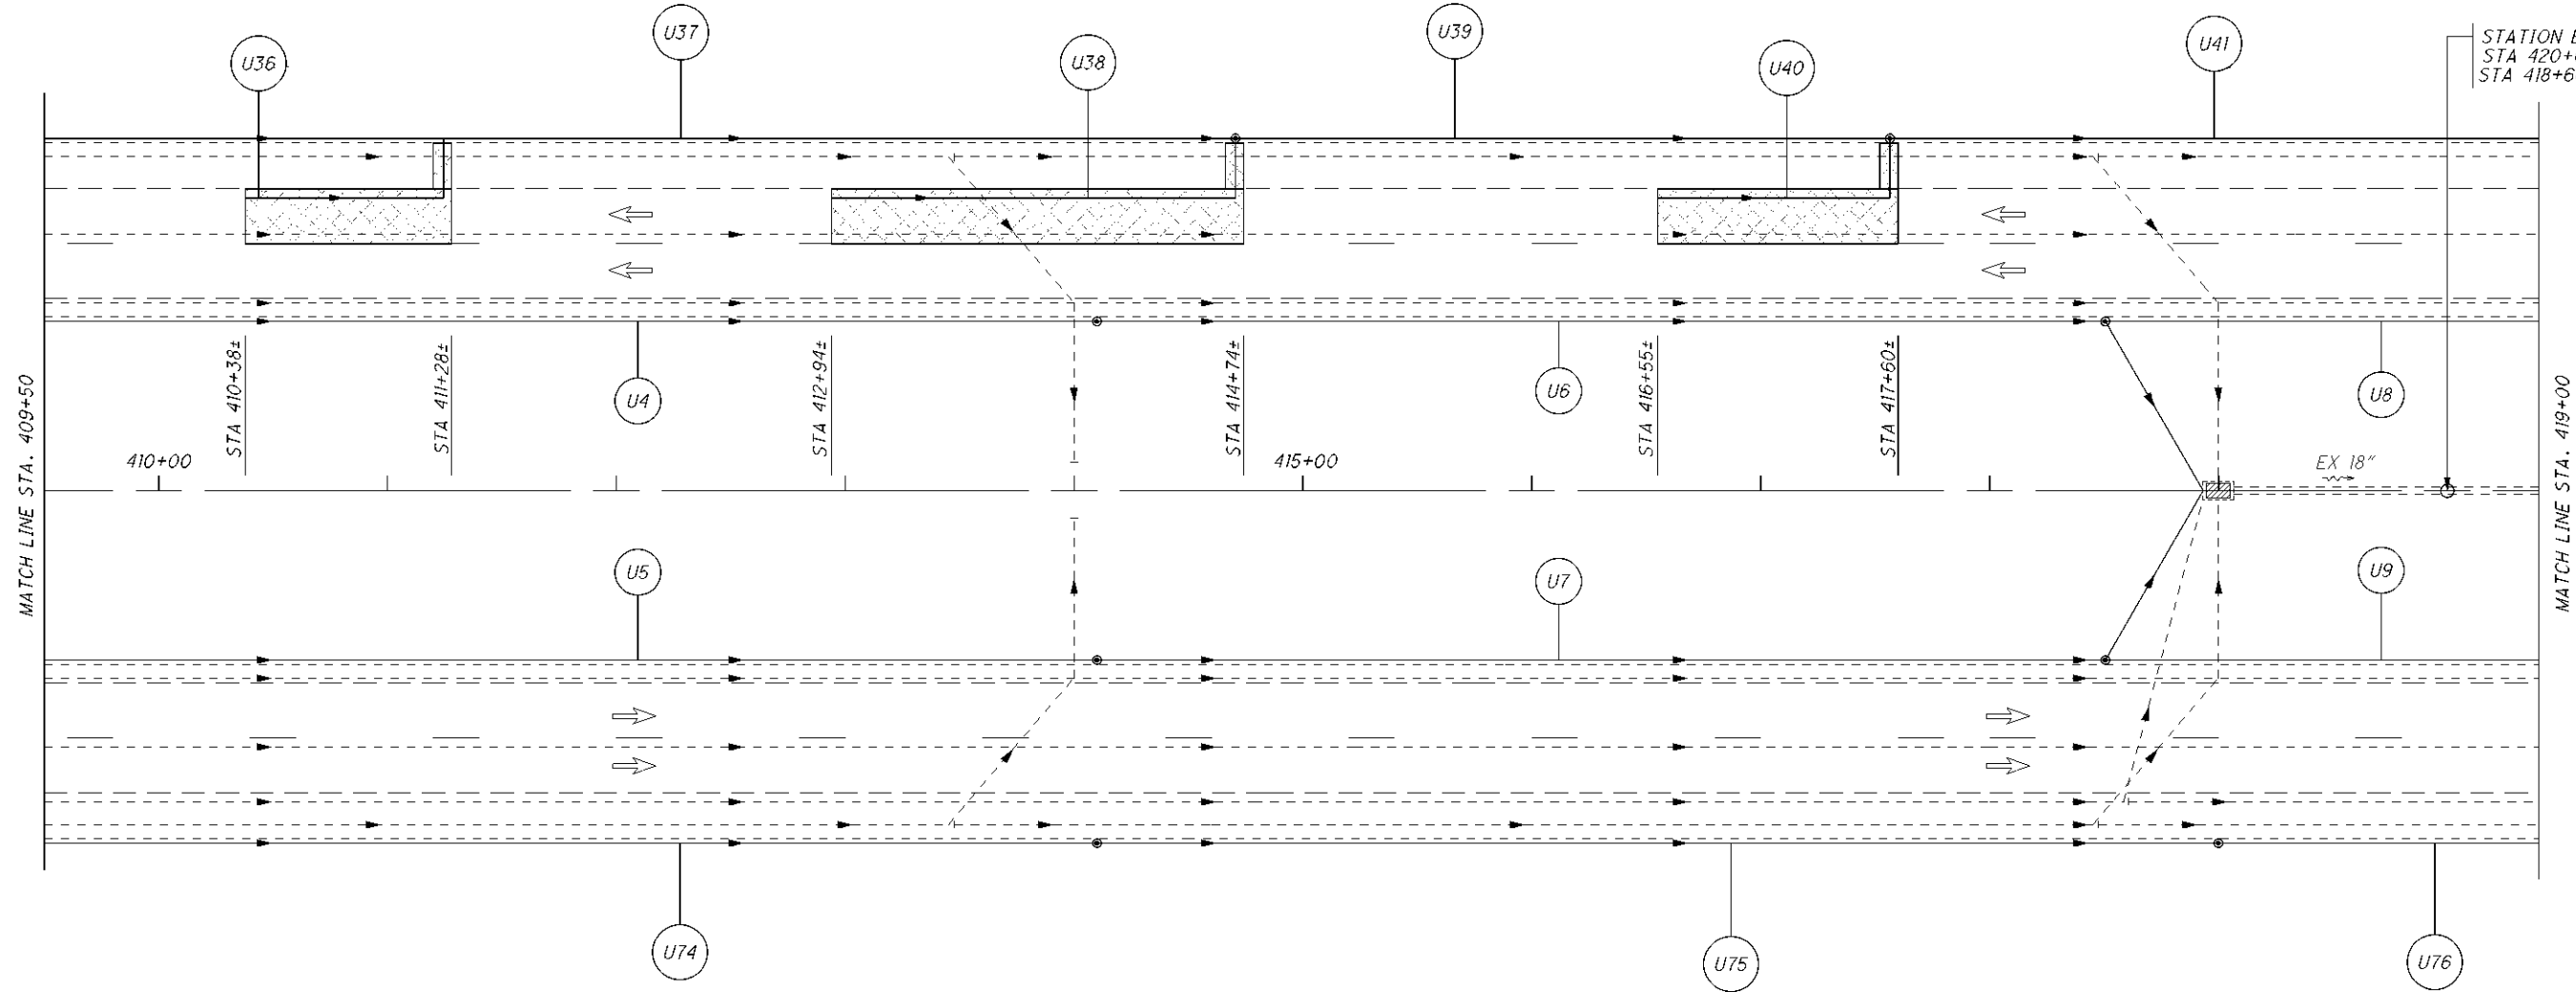 U36
U37
U38
U39
U40
U41
STATION
STA 420+
STA 418+6
MATCH LINE STA. 409+50
STA 410+38±
STA 411+28±
U4
STA 412+94±
STA 414+74±
U6
STA 416+55±
STA 417+60±
U8
MATCH LINE STA. 419+00
410+00
415+00
EX 18"
U5
U7
U9
U74
U75
U76